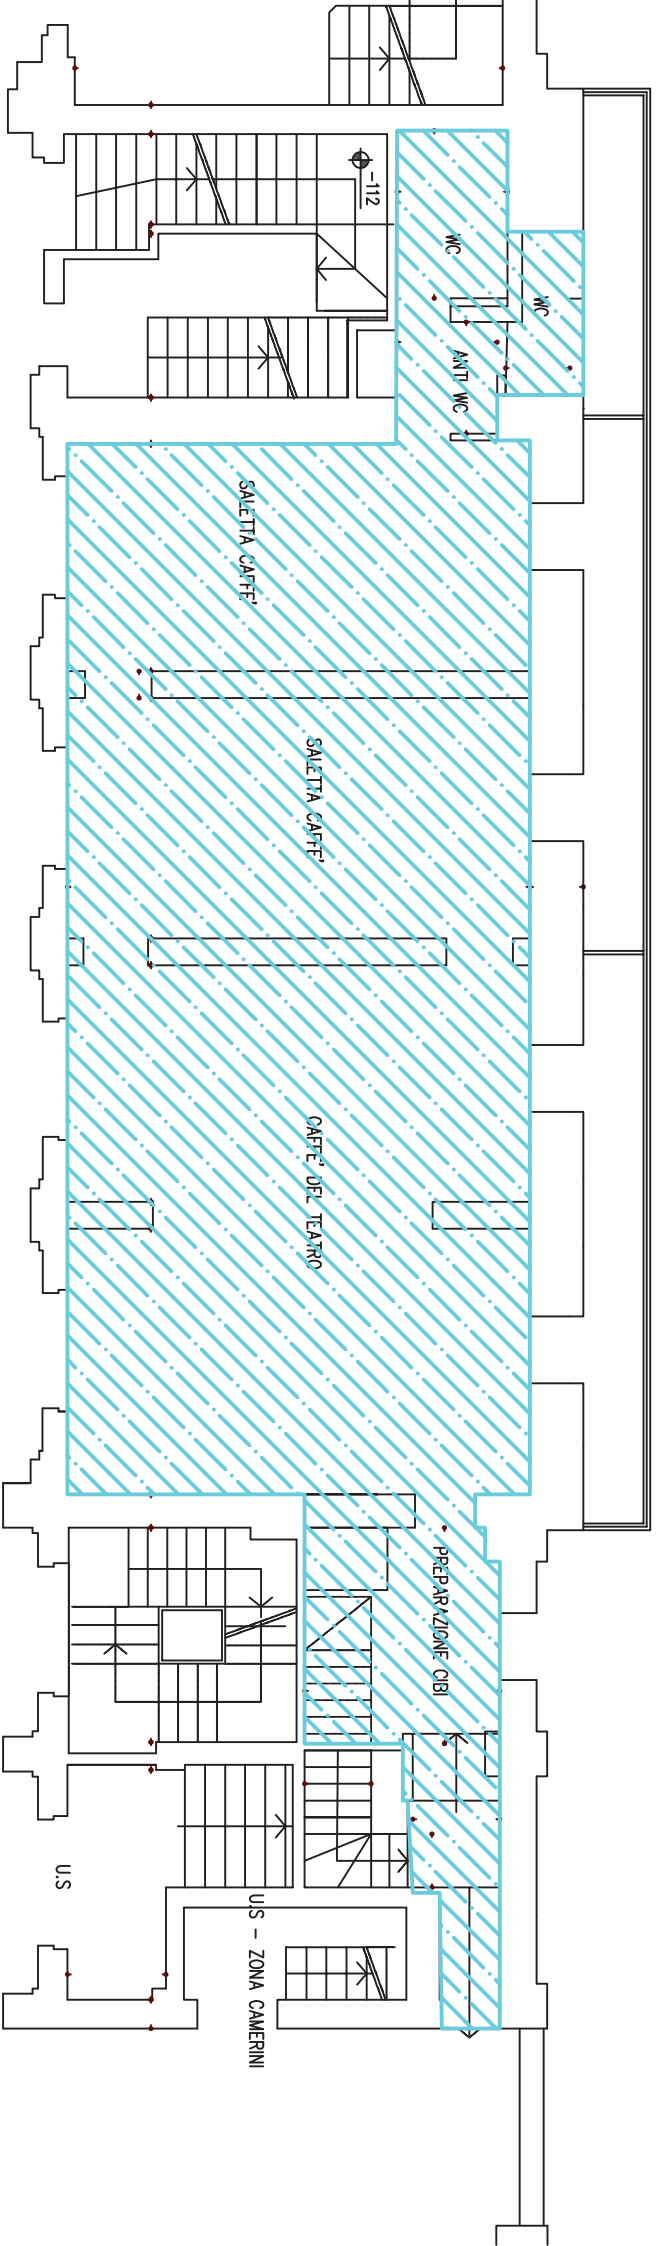 -112
WC
WC
ANTI WC
SALETTA CAFFE'
SALETTA CAFFE'
CAFFE' DEL TEATRO
PREPARAZIONE CIBI
U.S
U.S - ZONA CAMERINI